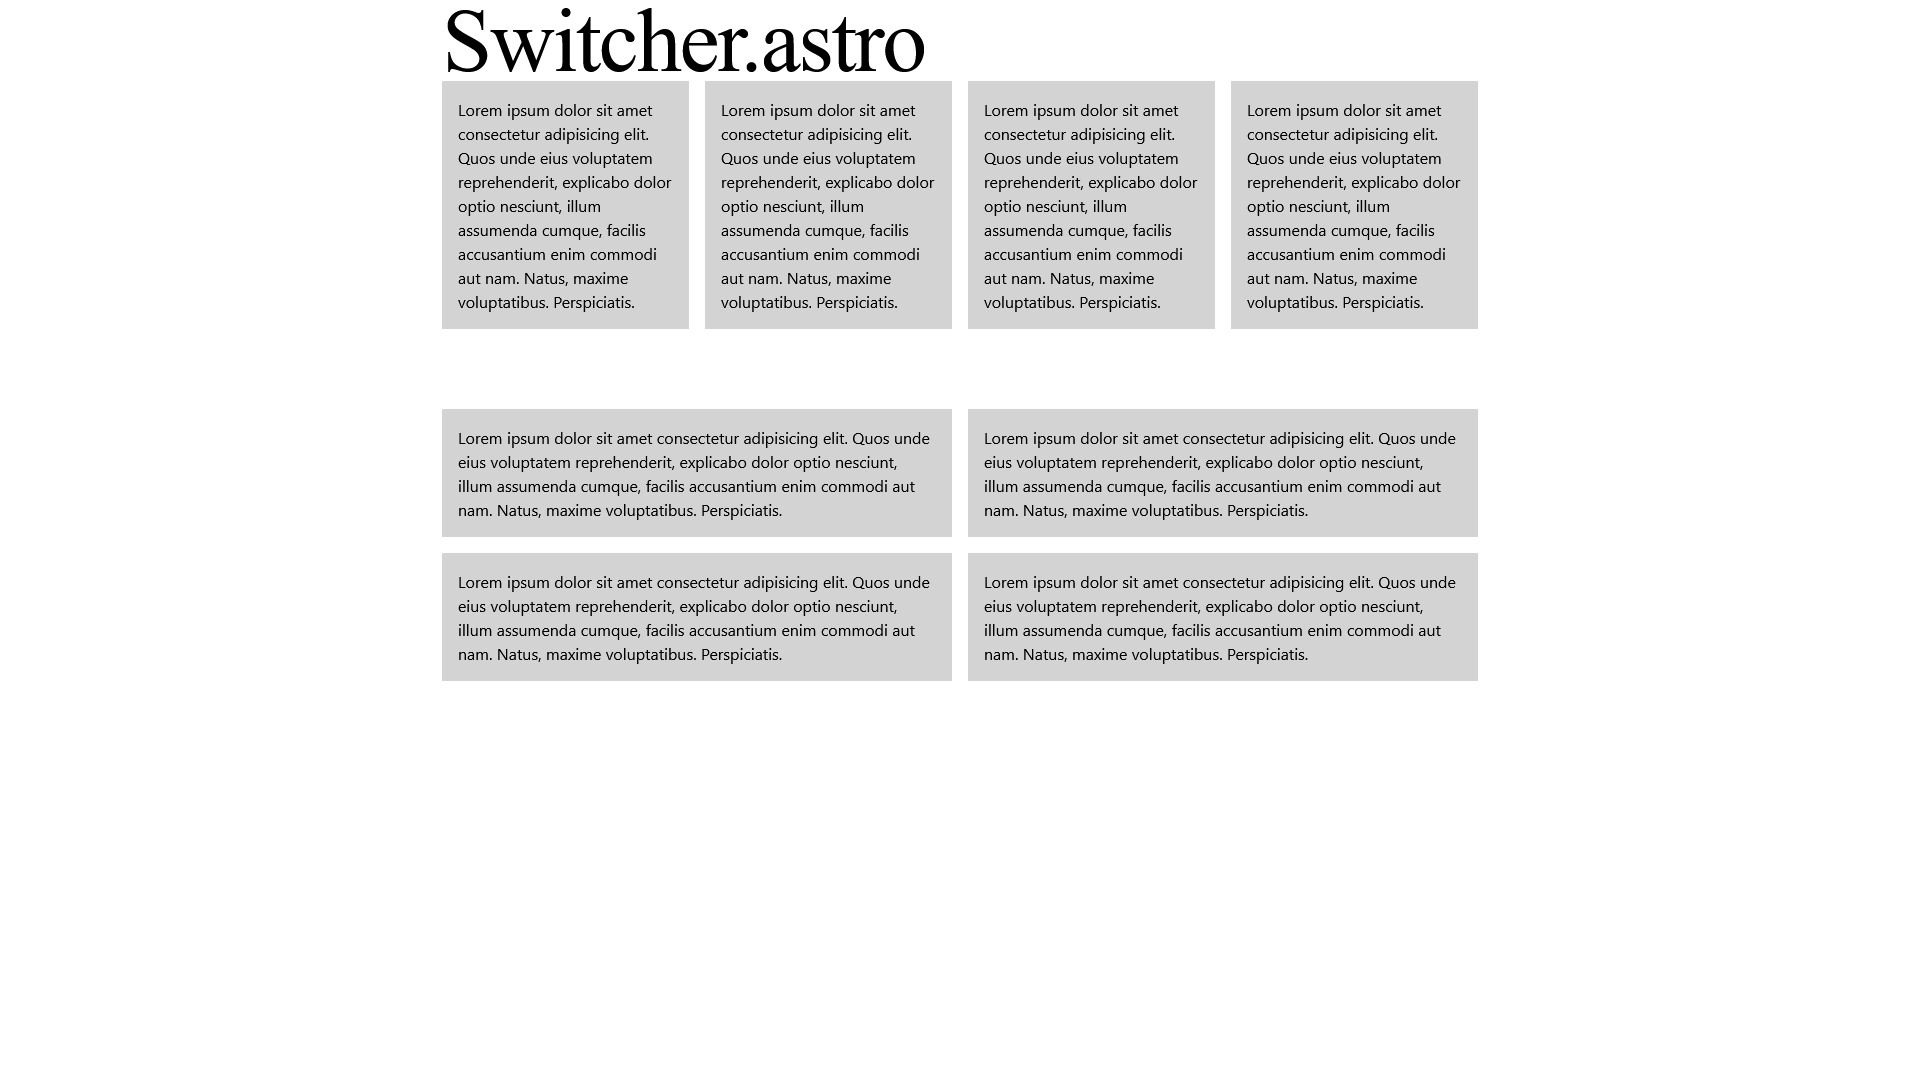 Switcher.astro
Lorem ipsum dolor sit amet
consectetur adipisicing elit.
Quos unde eius voluptatem
reprehenderit, explicabo dolor
optio nesciunt, illum
assumenda cumque, facilis
accusantium enim commodi
aut nam. Natus, maxime
voluptatibus. Perspiciatis.
Lorem ipsum dolor sit amet
consectetur adipisicing elit.
Quos unde eius voluptatem
reprehenderit, explicabo dolor
optio nesciunt, illum
assumenda cumque, facilis
accusantium enim commodi
aut nam. Natus, maxime
voluptatibus. Perspiciatis.
Lorem ipsum dolor sit amet
consectetur adipisicing elit.
Quos unde eius voluptatem
reprehenderit, explicabo dolor
optio nesciunt, illum
assumenda cumque, facilis
accusantium enim commodi
aut nam. Natus, maxime
voluptatibus. Perspiciatis.
Lorem ipsum dolor sit amet
consectetur adipisicing elit.
Quos unde eius voluptatem
reprehenderit, explicabo dolor
optio nesciunt, illum
assumenda cumque, facilis
accusantium enim commodi
aut nam. Natus, maxime
voluptatibus. Perspiciatis.
Lorem ipsum dolor sit amet consectetur adipisicing elit. Quos unde
eius voluptatem reprehenderit, explicabo dolor optio nesciunt,
illum assumenda cumque, facilis accusantium enim commodi aut
nam. Natus, maxime voluptatibus. Perspiciatis.
Lorem ipsum dolor sit amet consectetur adipisicing elit. Quos unde
eius voluptatem reprehenderit, explicabo dolor optio nesciunt,
illum assumenda cumque, facilis accusantium enim commodi aut
nam. Natus, maxime voluptatibus. Perspiciatis.
Lorem ipsum dolor sit amet consectetur adipisicing elit. Quos unde
eius voluptatem reprehenderit, explicabo dolor optio nesciunt,
illum assumenda cumque, facilis accusantium enim commodi aut
nam. Natus, maxime voluptatibus. Perspiciatis.
Lorem ipsum dolor sit amet consectetur adipisicing elit. Quos unde
eius voluptatem reprehenderit, explicabo dolor optio nesciunt,
illum assumenda cumque, facilis accusantium enim commodi aut
nam. Natus, maxime voluptatibus. Perspiciatis.